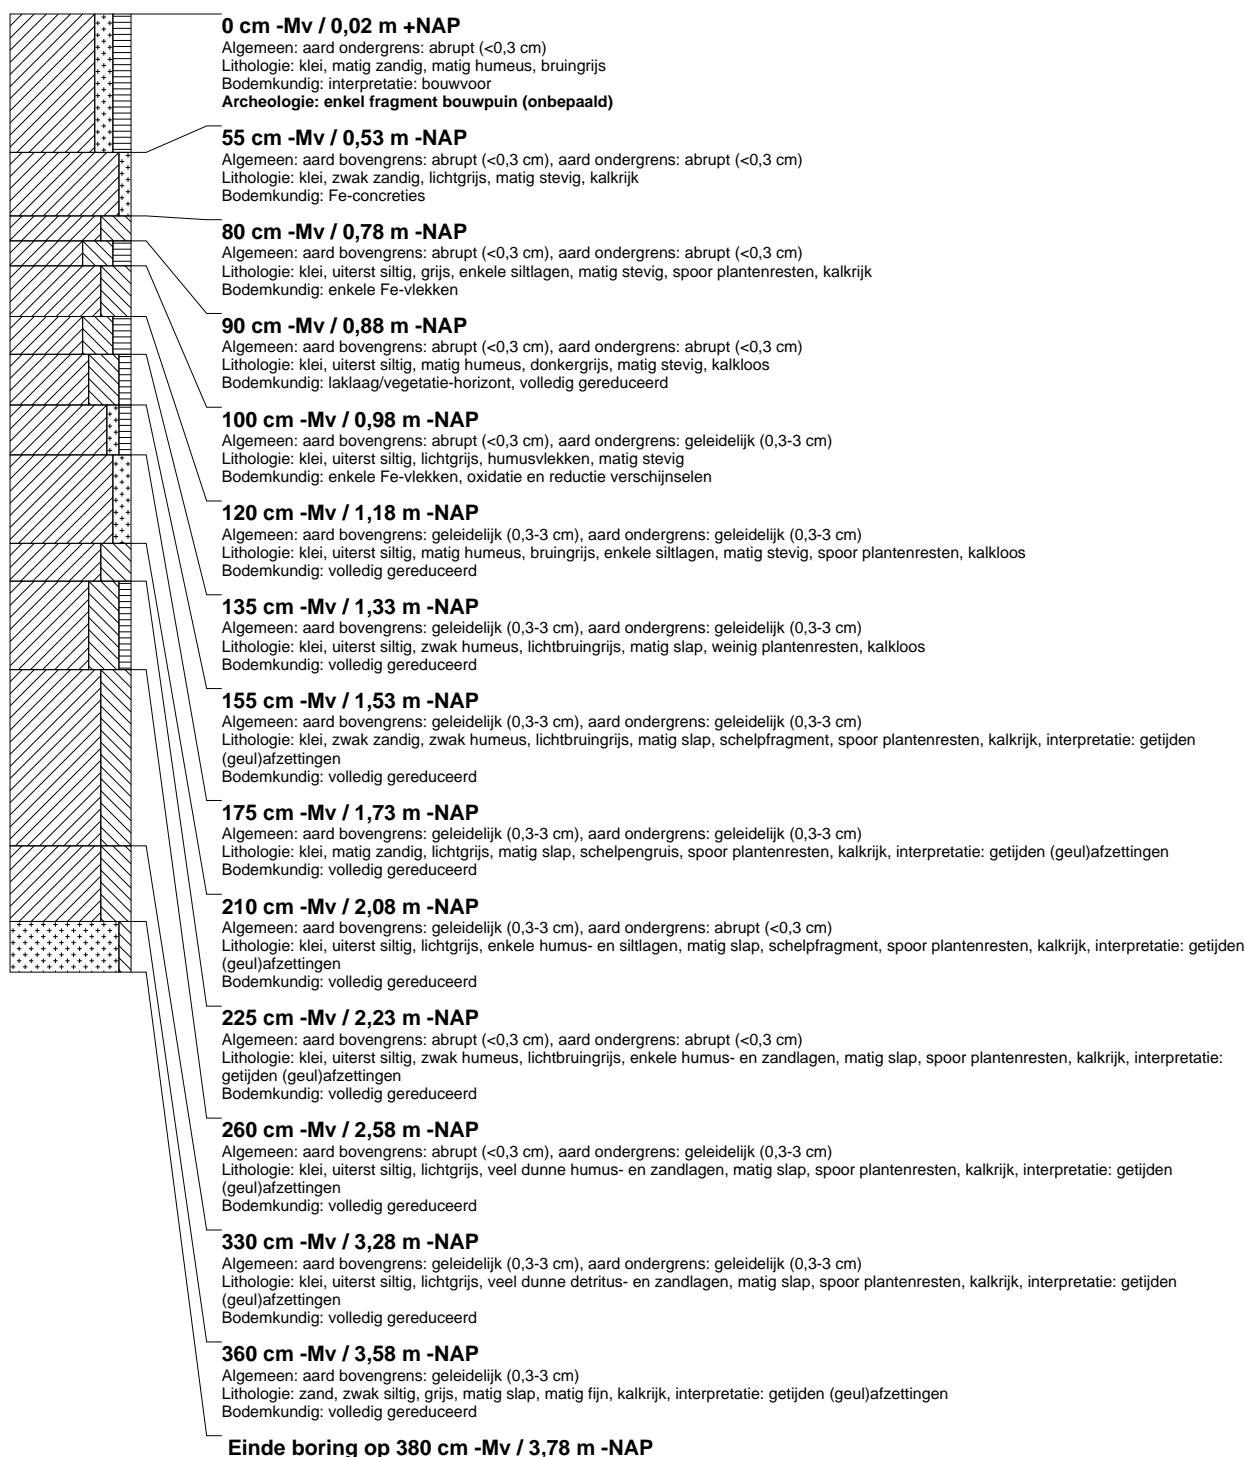 0 cm -Mv / 0,02 m +NAP
Algemeen: aard ondergrens: abrupt (<0,3 cm)
Lithologie: klei, matig zandig, matig humeus, bruingrijs
Bodemkundig: interpretatie: bouwvoor
Archeologie: enkel fragment bouwpuin (onbepaald)
55 cm -Mv / 0,53 m -NAP
Algemeen: aard bovengrens: abrupt (<0,3 cm), aard ondergrens: abrupt (<0,3 cm)
Lithologie: klei, zwak zandig, lichtgrijs, matig stevig, kalkrijk
Bodemkundig: Fe-concreties
80 cm -Mv / 0,78 m -NAP
Algemeen: aard bovengrens: abrupt (<0,3 cm), aard ondergrens: abrupt (<0,3 cm)
Lithologie: klei, uiterst siltig, grijs, enkele siltlagen, matig stevig, spoor plantenresten, kalkrijk
Bodemkundig: enkele Fe-vlekken
90 cm -Mv / 0,88 m -NAP
Algemeen: aard bovengrens: abrupt (<0,3 cm), aard ondergrens: abrupt (<0,3 cm)
Lithologie: klei, uiterst siltig, matig humeus, donkergrijs, matig stevig, kalkloos
Bodemkundig: laklaag/vegetatie-horizont, volledig gereduceerd
100 cm -Mv / 0,98 m -NAP
Algemeen: aard bovengrens: abrupt (<0,3 cm), aard ondergrens: geleidelijk (0,3-3 cm)
Lithologie: klei, uiterst siltig, lichtgrijs, humusvlekken, matig stevig
Bodemkundig: enkele Fe-vlekken, oxidatie en reductie verschijnselen
120 cm -Mv / 1,18 m -NAP
Algemeen: aard bovengrens: geleidelijk (0,3-3 cm), aard ondergrens: geleidelijk (0,3-3 cm)
Lithologie: klei, uiterst siltig, matig humeus, bruingrijs, enkele siltlagen, matig stevig, spoor plantenresten, kalkloos
Bodemkundig: volledig gereduceerd
135 cm -Mv / 1,33 m -NAP
Algemeen: aard bovengrens: geleidelijk (0,3-3 cm), aard ondergrens: geleidelijk (0,3-3 cm)
Lithologie: klei, uiterst siltig, zwak humeus, lichtbruingrijs, matig slap, weinig plantenresten, kalkloos
Bodemkundig: volledig gereduceerd
155 cm -Mv / 1,53 m -NAP
Algemeen: aard bovengrens: geleidelijk (0,3-3 cm), aard ondergrens: geleidelijk (0,3-3 cm)
Lithologie: klei, zwak zandig, zwak humeus, lichtbruingrijs, matig slap, schelpfragment, spoor plantenresten, kalkrijk, interpretatie: getijden
(geul)afzettingen
Bodemkundig: volledig gereduceerd
175 cm -Mv / 1,73 m -NAP
Algemeen: aard bovengrens: geleidelijk (0,3-3 cm), aard ondergrens: geleidelijk (0,3-3 cm)
Lithologie: klei, matig zandig, lichtgrijs, matig slap, schelpengruis, spoor plantenresten, kalkrijk, interpretatie: getijden (geul)afzettingen
Bodemkundig: volledig gereduceerd
210 cm -Mv / 2,08 m -NAP
Algemeen: aard bovengrens: geleidelijk (0,3-3 cm), aard ondergrens: abrupt (<0,3 cm)
Lithologie: klei, uiterst siltig, lichtgrijs, enkele humus- en siltlagen, matig slap, schelpfragment, spoor plantenresten, kalkrijk, interpretatie: getijden
(geul)afzettingen
Bodemkundig: volledig gereduceerd
225 cm -Mv / 2,23 m -NAP
Algemeen: aard bovengrens: abrupt (<0,3 cm), aard ondergrens: abrupt (<0,3 cm)
Lithologie: klei, uiterst siltig, zwak humeus, lichtbruingrijs, enkele humus- en zandlagen, matig slap, spoor plantenresten, kalkrijk, interpretatie:
getijden (geul)afzettingen
Bodemkundig: volledig gereduceerd
260 cm -Mv / 2,58 m -NAP
Algemeen: aard bovengrens: abrupt (<0,3 cm), aard ondergrens: geleidelijk (0,3-3 cm)
Lithologie: klei, uiterst siltig, lichtgrijs, veel dunne humus- en zandlagen, matig slap, spoor plantenresten, kalkrijk, interpretatie: getijden
(geul)afzettingen
Bodemkundig: volledig gereduceerd
330 cm -Mv / 3,28 m -NAP
Algemeen: aard bovengrens: geleidelijk (0,3-3 cm), aard ondergrens: geleidelijk (0,3-3 cm)
Lithologie: klei, uiterst siltig, lichtgrijs, veel dunne detritus- en zandlagen, matig slap, spoor plantenresten, kalkrijk, interpretatie: getijden
(geul)afzettingen
Bodemkundig: volledig gereduceerd
360 cm -Mv / 3,58 m -NAP
Algemeen: aard bovengrens: geleidelijk (0,3-3 cm)
Lithologie: zand, zwak siltig, grijs, matig slap, matig fijn, kalkrijk, interpretatie: getijden (geul)afzettingen
Bodemkundig: volledig gereduceerd
Einde boring op 380 cm -Mv / 3,78 m -NAP